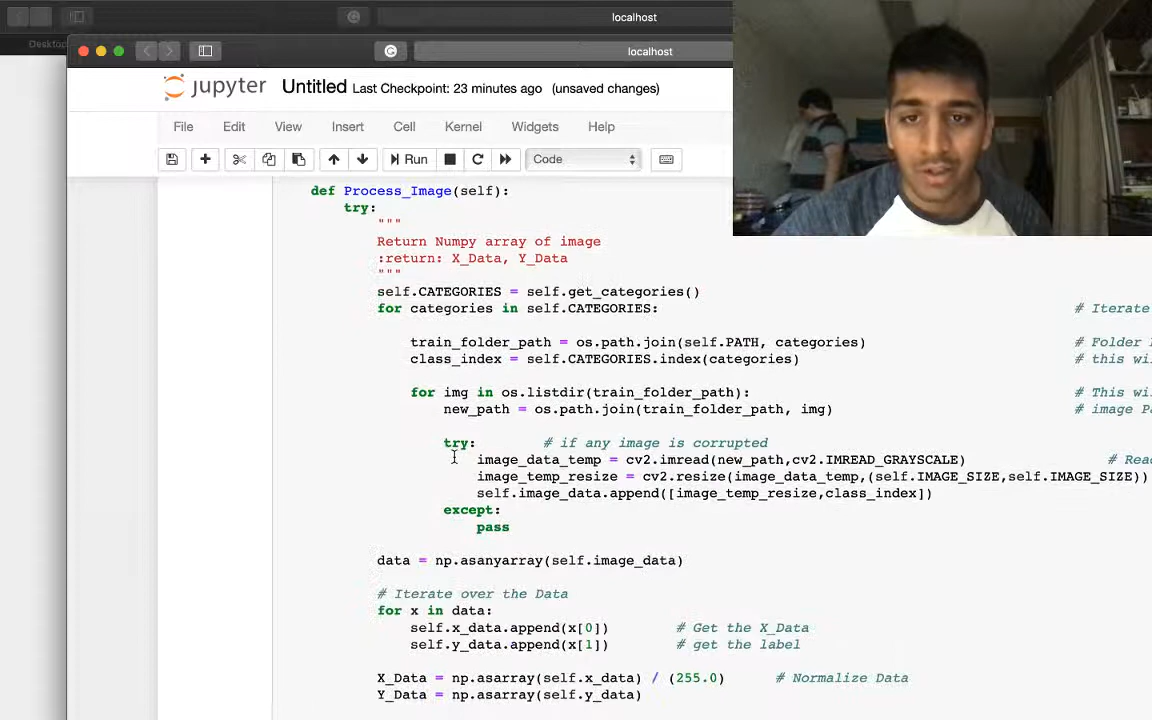 localhost
Desktop
localhost
jupyter Untitled Last Checkpoint: 23 minutes ago (unsaved changes)
File Edit View Insert Cell Kernel Widgets Help
Run Code
def Process_Image(self):
try:
"""
Return Numpy array of image
:return: X_Data, Y_Data
"""
self.CATEGORIES = self.get_categories()
for categories in self.CATEGORIES: # Iterate
train_folder_path = os.path.join(self.PATH, categories) # Folder
class_index = self.CATEGORIES.index(categories) # this
for img in os.listdir(train_folder_path): # This
new_path = os.path.join(train_folder_path, img) # image
try: # if any image is corrupted
image_data_temp = cv2.imread(new_path,cv2.IMREAD_GRAYSCALE) #
image_temp_resize = cv2.resize(image_data_temp,(self.IMAGE_SIZE,self.IMAGE_SIZE))
self.image_data.append([image_temp_resize,class_index])
except:
pass
data = np.asanyarray(self.image_data)
# Iterate over the Data
for x in data:
self.x_data.append(x[0]) # Get the X_Data
self.y_data.append(x[1]) # get the label
X_Data = np.asarray(self.x_data) / (255.0) # Normalize Data
Y_Data = np.asarray(self.y_data)